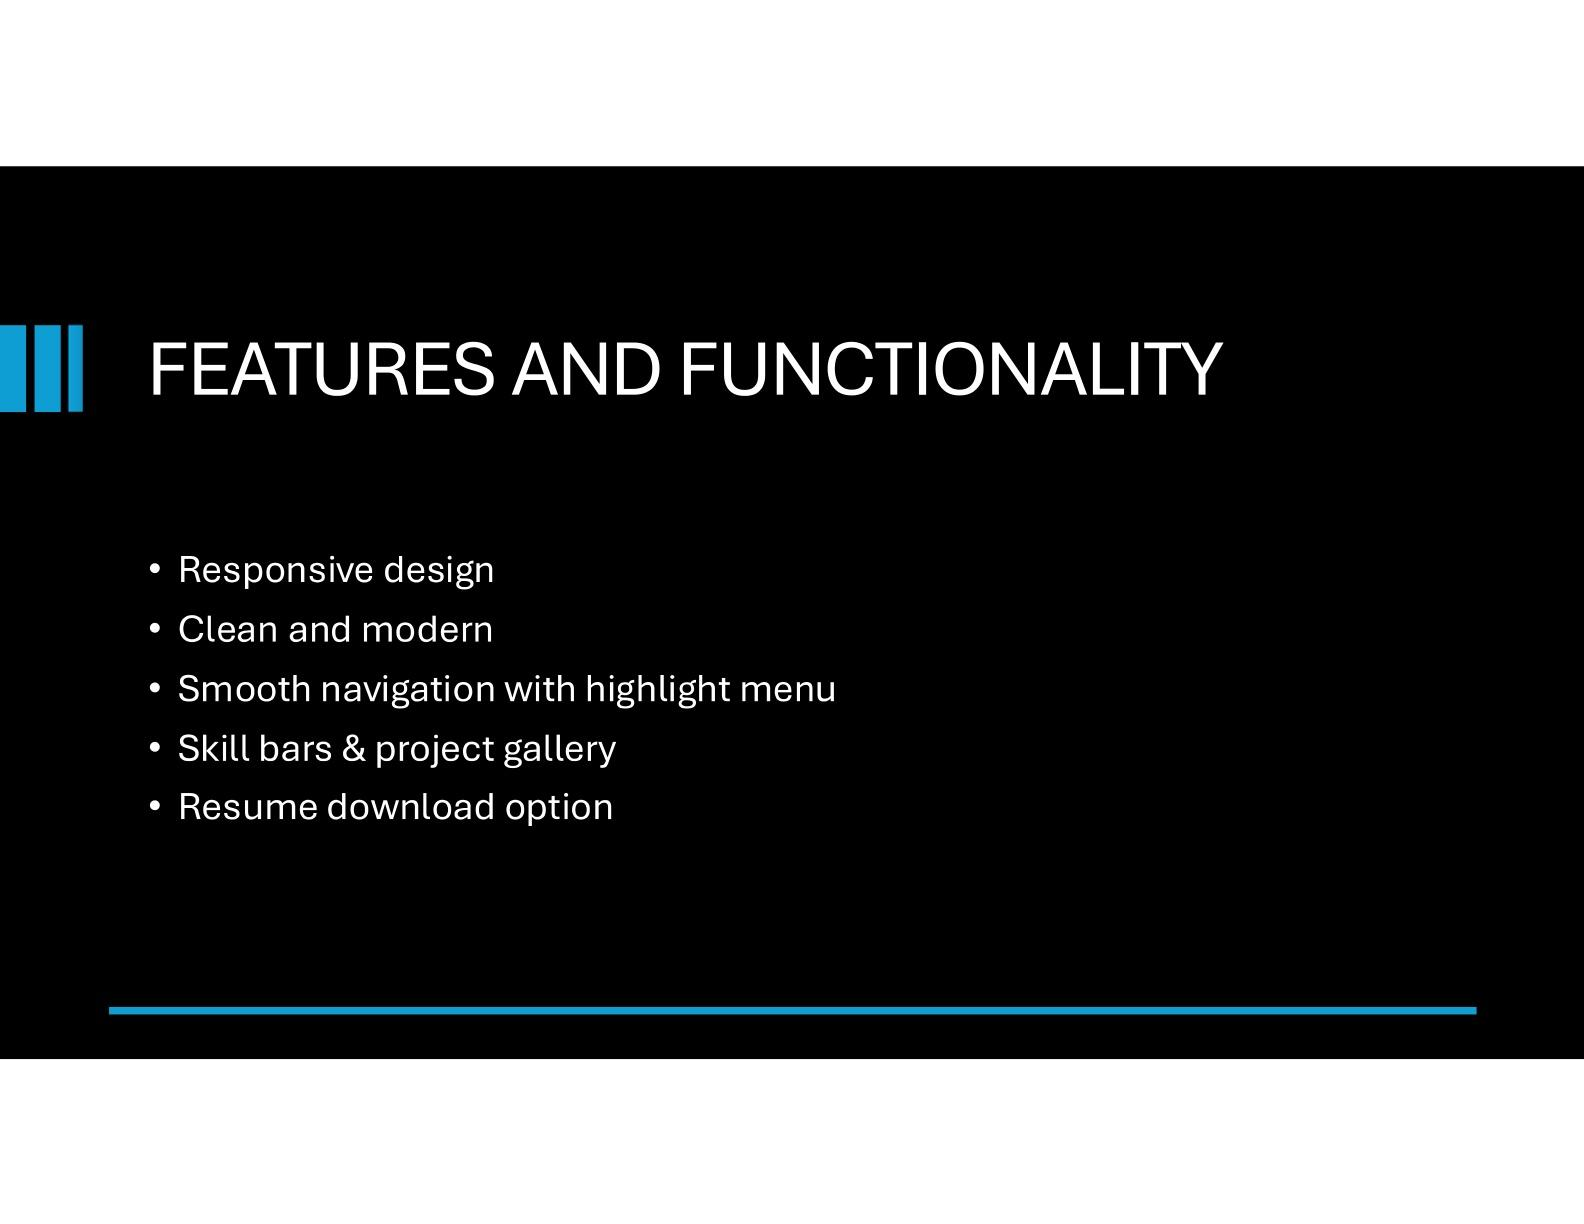 FEATURES AND FUNCTIONALITY
• Responsive design
• Clean and modern
• Smooth navigation with highlight menu
• Skill bars & project gallery
• Resume download option